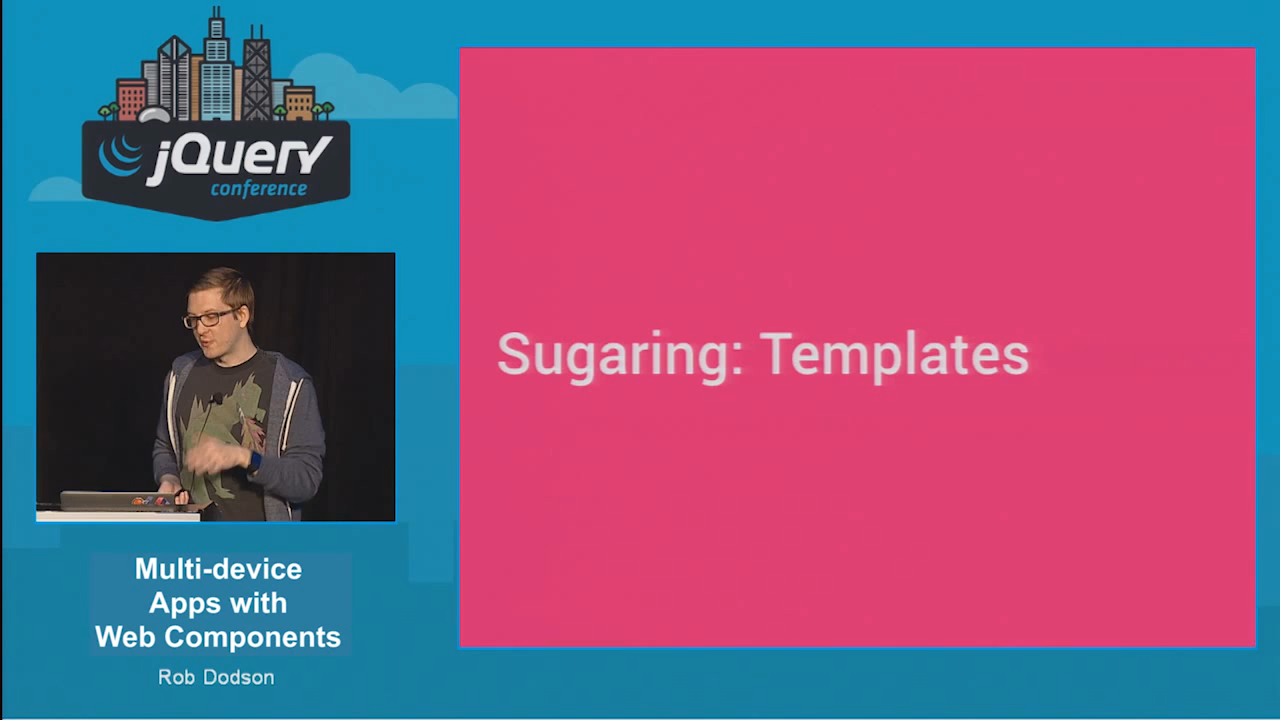 jQuery
conference
Sugaring: Templates
Multi-device
Apps with
Web Components
Rob Dodson